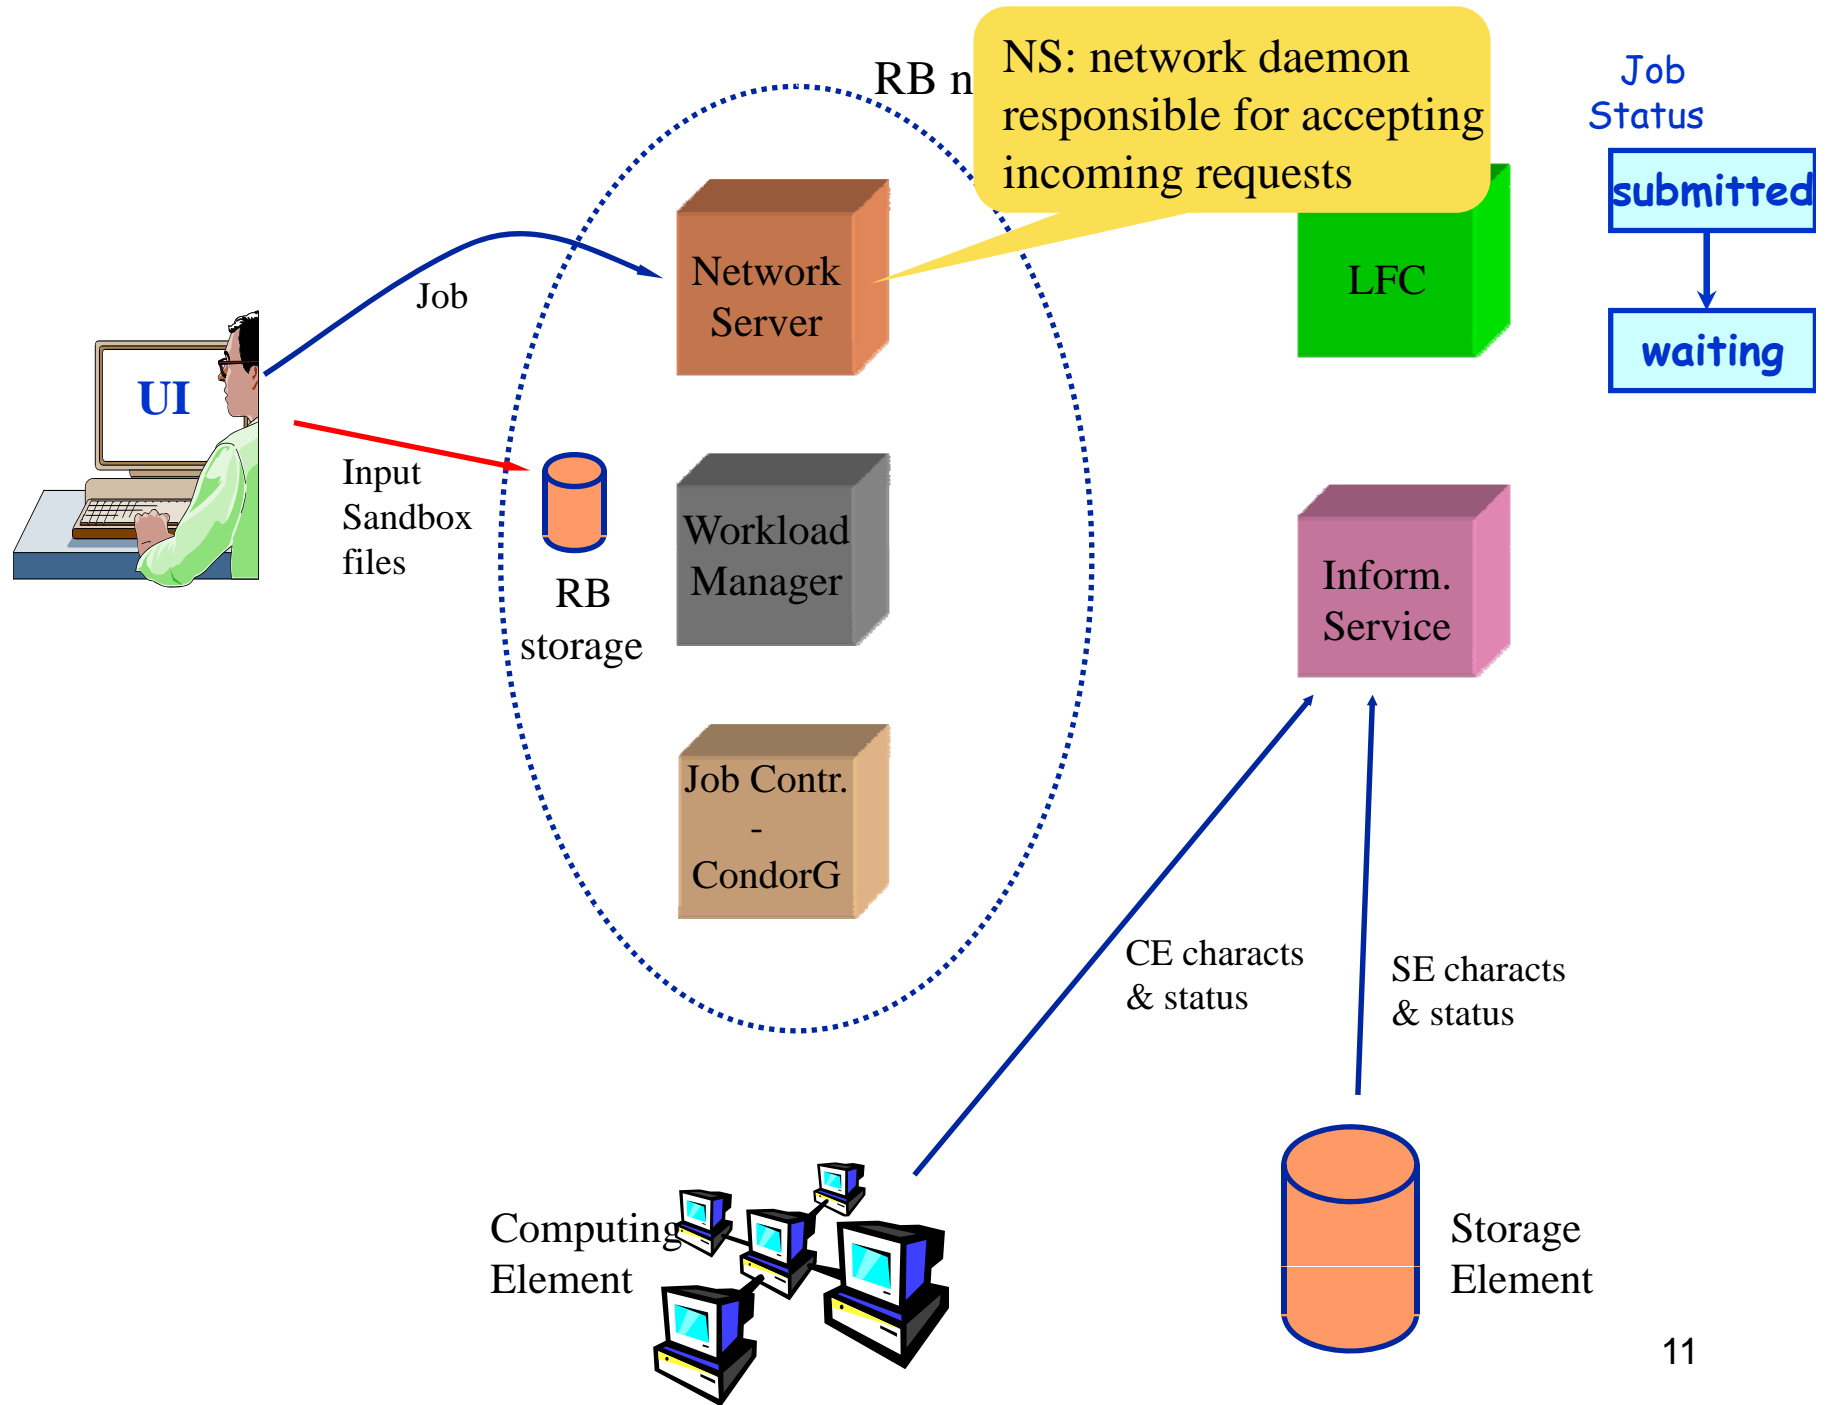 RB n
NS: network daemon
responsible for accepting
incoming requests
Job
Status
submitted
waiting
Network
Server
LFC
Job
UI
Input
Sandbox
files
RB
storage
Workload
Manager
Inform.
Service
Job Contr.
-
CondorG
CE characts
& status
SE characts
& status
Computing
Element
Storage
Element
11